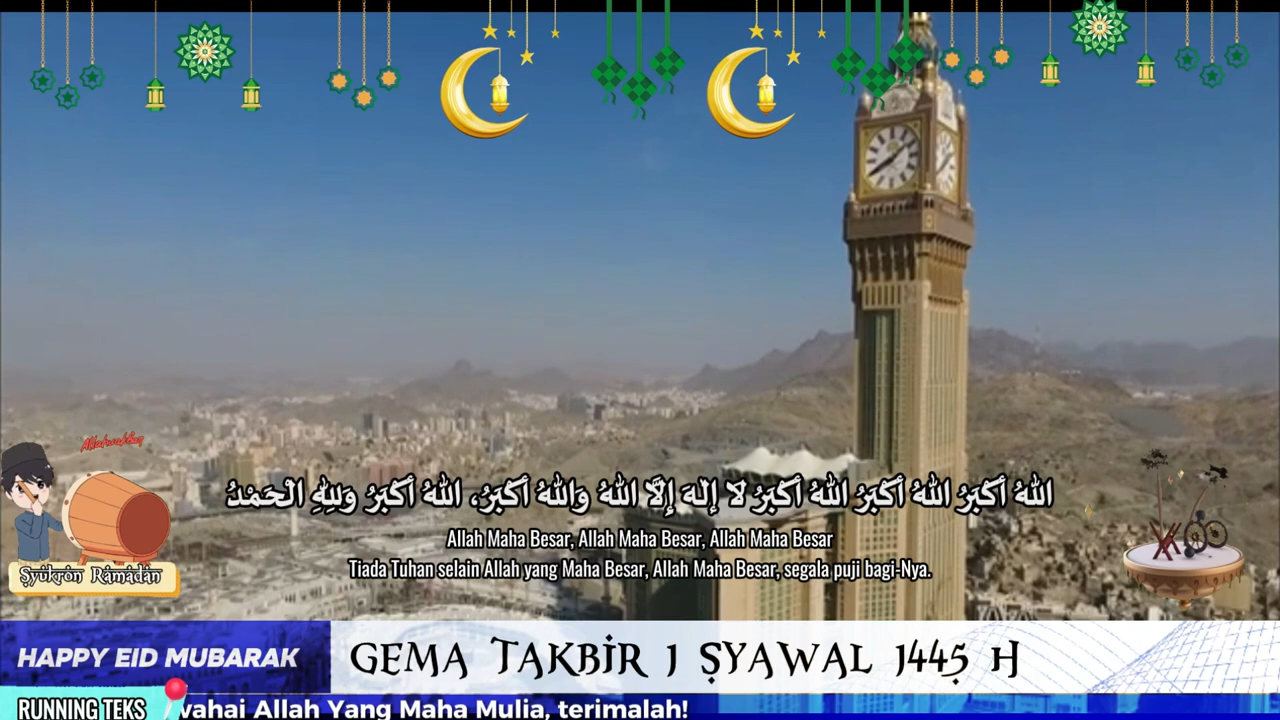 Allahuakbar
اللهُ أَكْبَرُ اللهُ أَكْبَرُ اللهُ أَكْبَرُ لَا إِلٰهَ إِلَّا اللهُ وَاللهُ أَكْبَرُ، اللهُ أَكْبَرُ وَلِلّٰهِ الْحَمْدُ
Allah Maha Besar, Allah Maha Besar, Allah Maha Besar
Tiada Tuhan selain Allah yang Maha Besar, Allah Maha Besar, segala puji bagi-Nya.
Syukron Ramadan
HAPPY EID MUBARAK
GEMA TAKBIR 1 SYAWAL 1445 H
RUNNING TEKS
wahai Allah Yang Maha Mulia, terimalah!